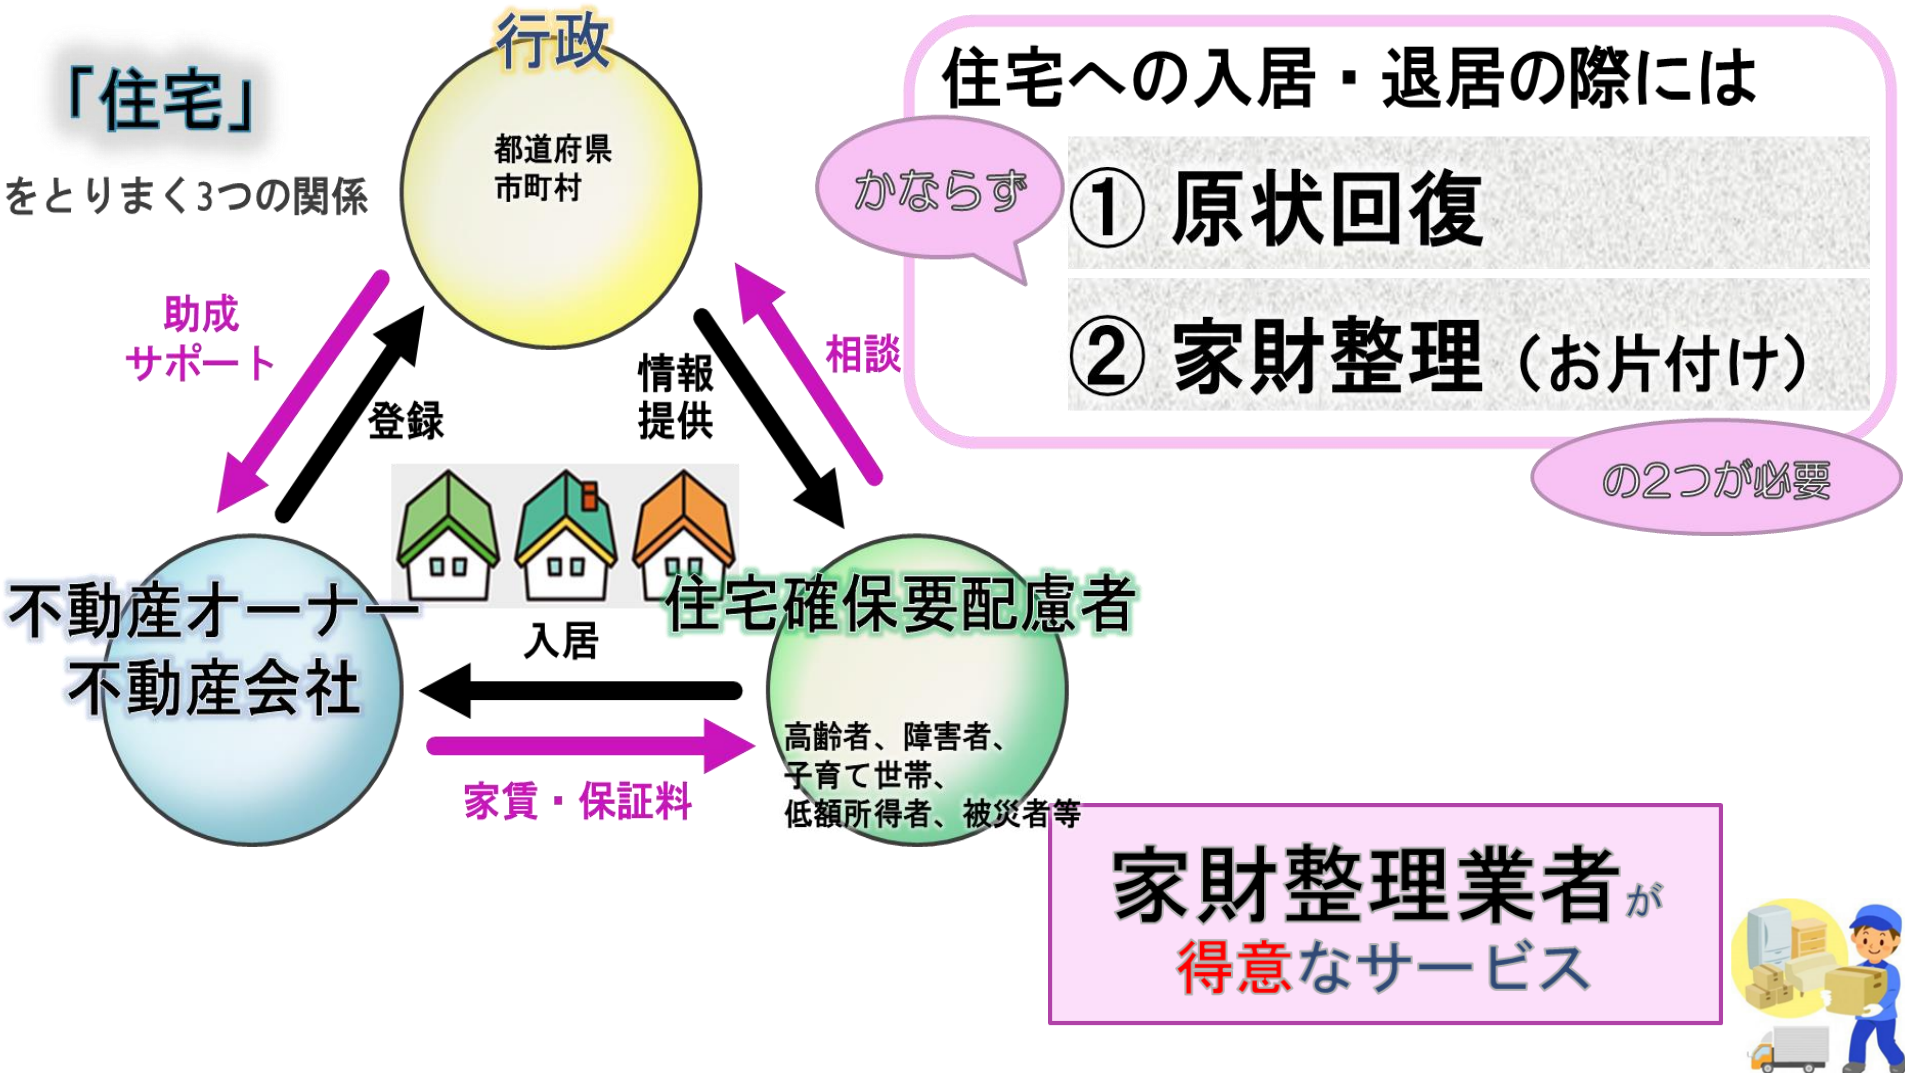 「住宅」
をとりまく3つの関係
行政
都道府県
市町村
助成
サポート
登録
情報
提供
相談
不動産オーナー
不動産会社
入居
家賃・保証料
住宅確保要配慮者
高齢者、障害者、
子育て世帯、
低額所得者、被災者等
住宅への入居・退居の際には
かならず
① 原状回復
② 家財整理（お片付け）
の2つが必要
家財整理業者が
得意なサービス